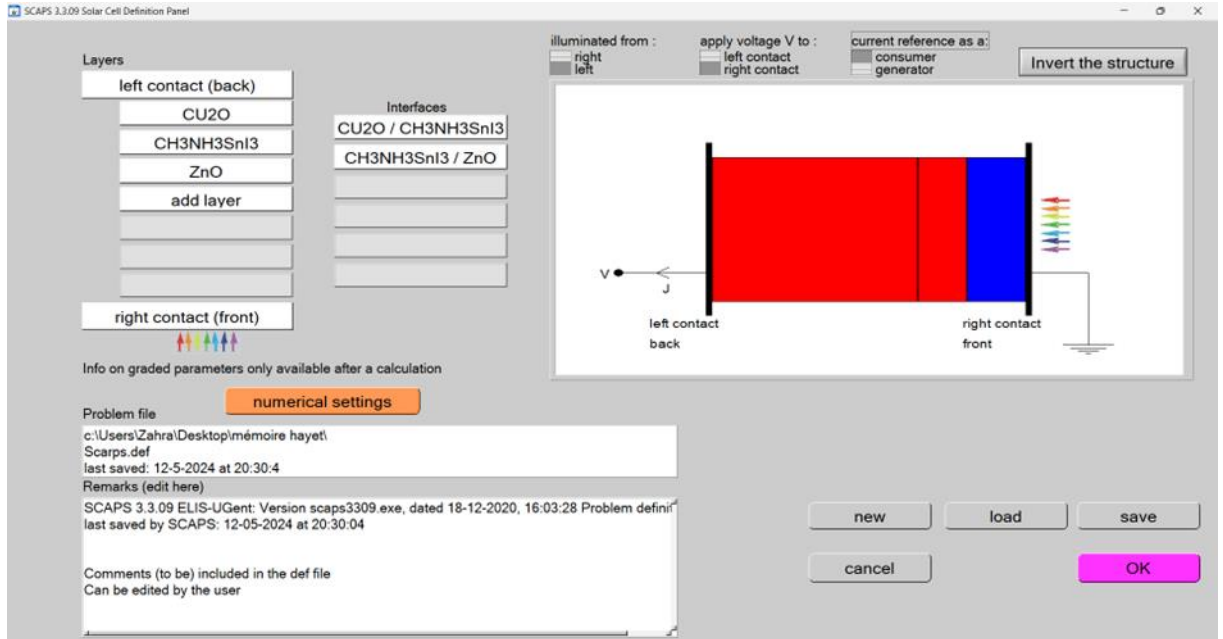 SCAPS 3.3.09 Solar Cell Definition Panel
Layers
left contact (back)
CU2O
CH3NH3SnI3
ZnO
add layer
right contact (front)
Interfaces
CU2O / CH3NH3SnI3
CH3NH3SnI3 / ZnO
illuminated from :
right
left
apply voltage V to :
left contact
right contact
current reference as a:
consumer
generator
Invert the structure
V
J
left contact
back
right contact
front
Info on graded parameters only available after a calculation
numerical settings
Problem file
c:\Users\Zahra\Desktop\mémoire hayet\
Scarps.def
last saved: 12-5-2024 at 20:30:4
Remarks (edit here)
SCAPS 3.3.09 ELIS-UGent: Version scaps3309.exe, dated 18-12-2020, 16:03:28 Problem defini
last saved by SCAPS: 12-05-2024 at 20:30:04
Comments (to be) included in the def file
Can be edited by the user
new
load
save
cancel
OK